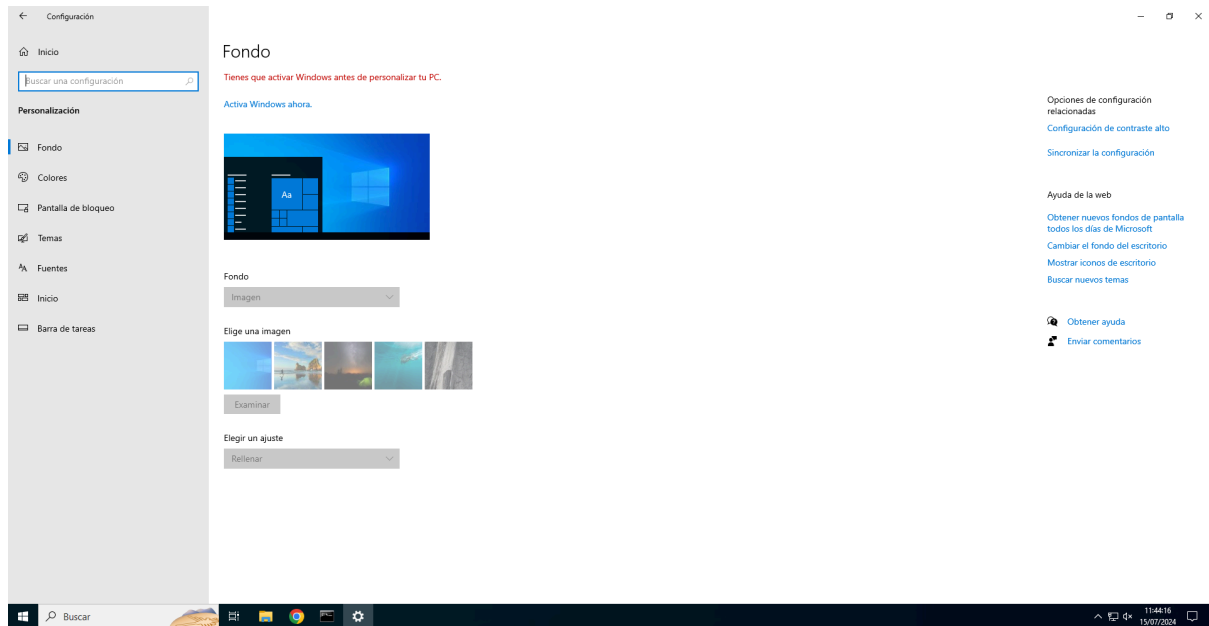 Configuración
Inicio
Buscar una configuración
Personalización
Fondo
Colores
Pantalla de bloqueo
Temas
Fuentes
Inicio
Barra de tareas
Fondo
Tienes que activar Windows antes de personalizar tu PC.
Activa Windows ahora.
Aa
Fondo
Imagen
Elige una imagen
Examinar
Elegir un ajuste
Rellenar
Opciones de configuración
relacionadas
Configuración de contraste alto
Sincronizar la configuración
Ayuda de la web
Obtener nuevos fondos de pantalla
todos los días de Microsoft
Cambiar el fondo del escritorio
Mostrar iconos de escritorio
Buscar nuevos temas
Obtener ayuda
Enviar comentarios
Buscar
11:44:16
15/07/2024